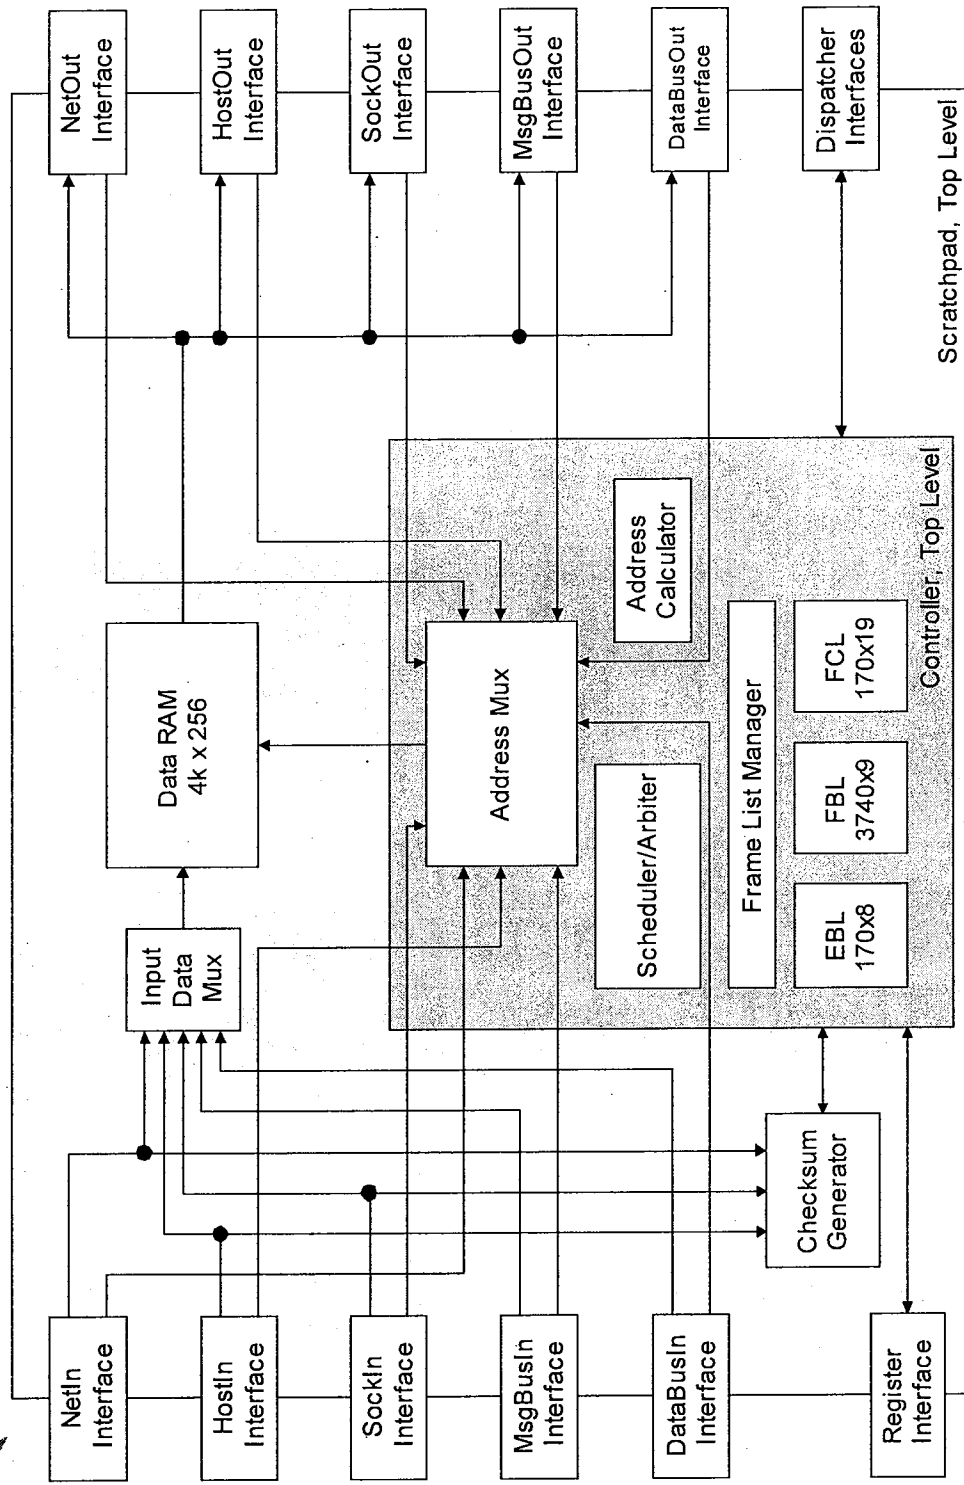 NetIn
Interface
HostIn
Interface
SockIn
Interface
MsgBusIn
Interface
DataBusIn
Interface
Register
Interface
Input
Data
Mux
Checksum
Generator
Data RAM
4k x 256
Address Mux
Scheduler/Arbiter
Address
Calculator
Frame List Manager
EBL
170x8
FBL
3740x9
FCL
170x19
Controller, Top Level
NetOut
Interface
HostOut
Interface
SockOut
Interface
MsgBusOut
Interface
DataBusOut
Interface
Dispatcher
Interfaces
Scratchpad, Top Level